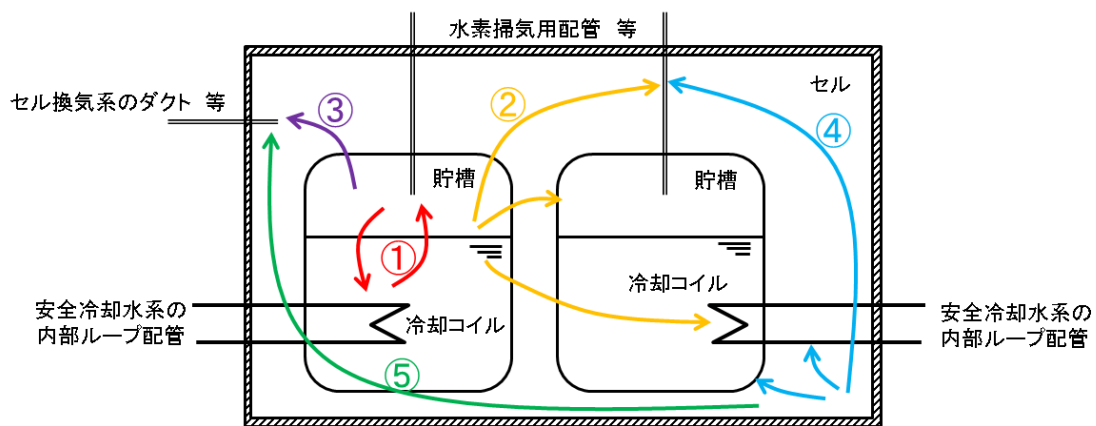 水素掃気用配管 等
セル
セル換気系のダクト 等
③
②
④
貯槽
貯槽
①
冷却コイル
安全冷却水系の
内部ループ配管
冷却コイル
安全冷却水系の
内部ループ配管
⑤